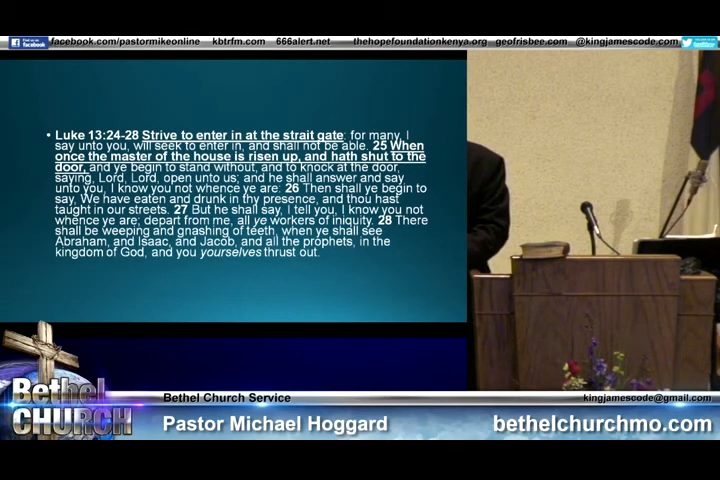 Find us on facebook
facebook.com/pastormikeonline kbtrfm.com 666alert.net thehopefoundationkenya.org geofrisbee.com @kingjamescode.com twitter
• Luke 13:24-28 Strive to enter in at the strait gate: for many, I
say unto you, will seek to enter in, and shall not be able. 25 When
once the master of the house is risen up, and hath shut to the
door, and ye begin to stand without, and to knock at the door,
saying, Lord, Lord, open unto us; and he shall answer and say
unto you, I know you not whence ye are: 26 Then shall ye begin to
say, We have eaten and drunk in thy presence, and thou hast
taught in our streets. 27 But he shall say, I tell you, I know you not
whence ye are; depart from me, all ye workers of iniquity. 28 There
shall be weeping and gnashing of teeth, when ye shall see
Abraham, and Isaac, and Jacob, and all the prophets, in the
kingdom of God, and you yourselves thrust out.
Bethel
CHURCH
Bethel Church Service kingjamescode@gmail.com
Pastor Michael Hoggard bethelchurchmo.com